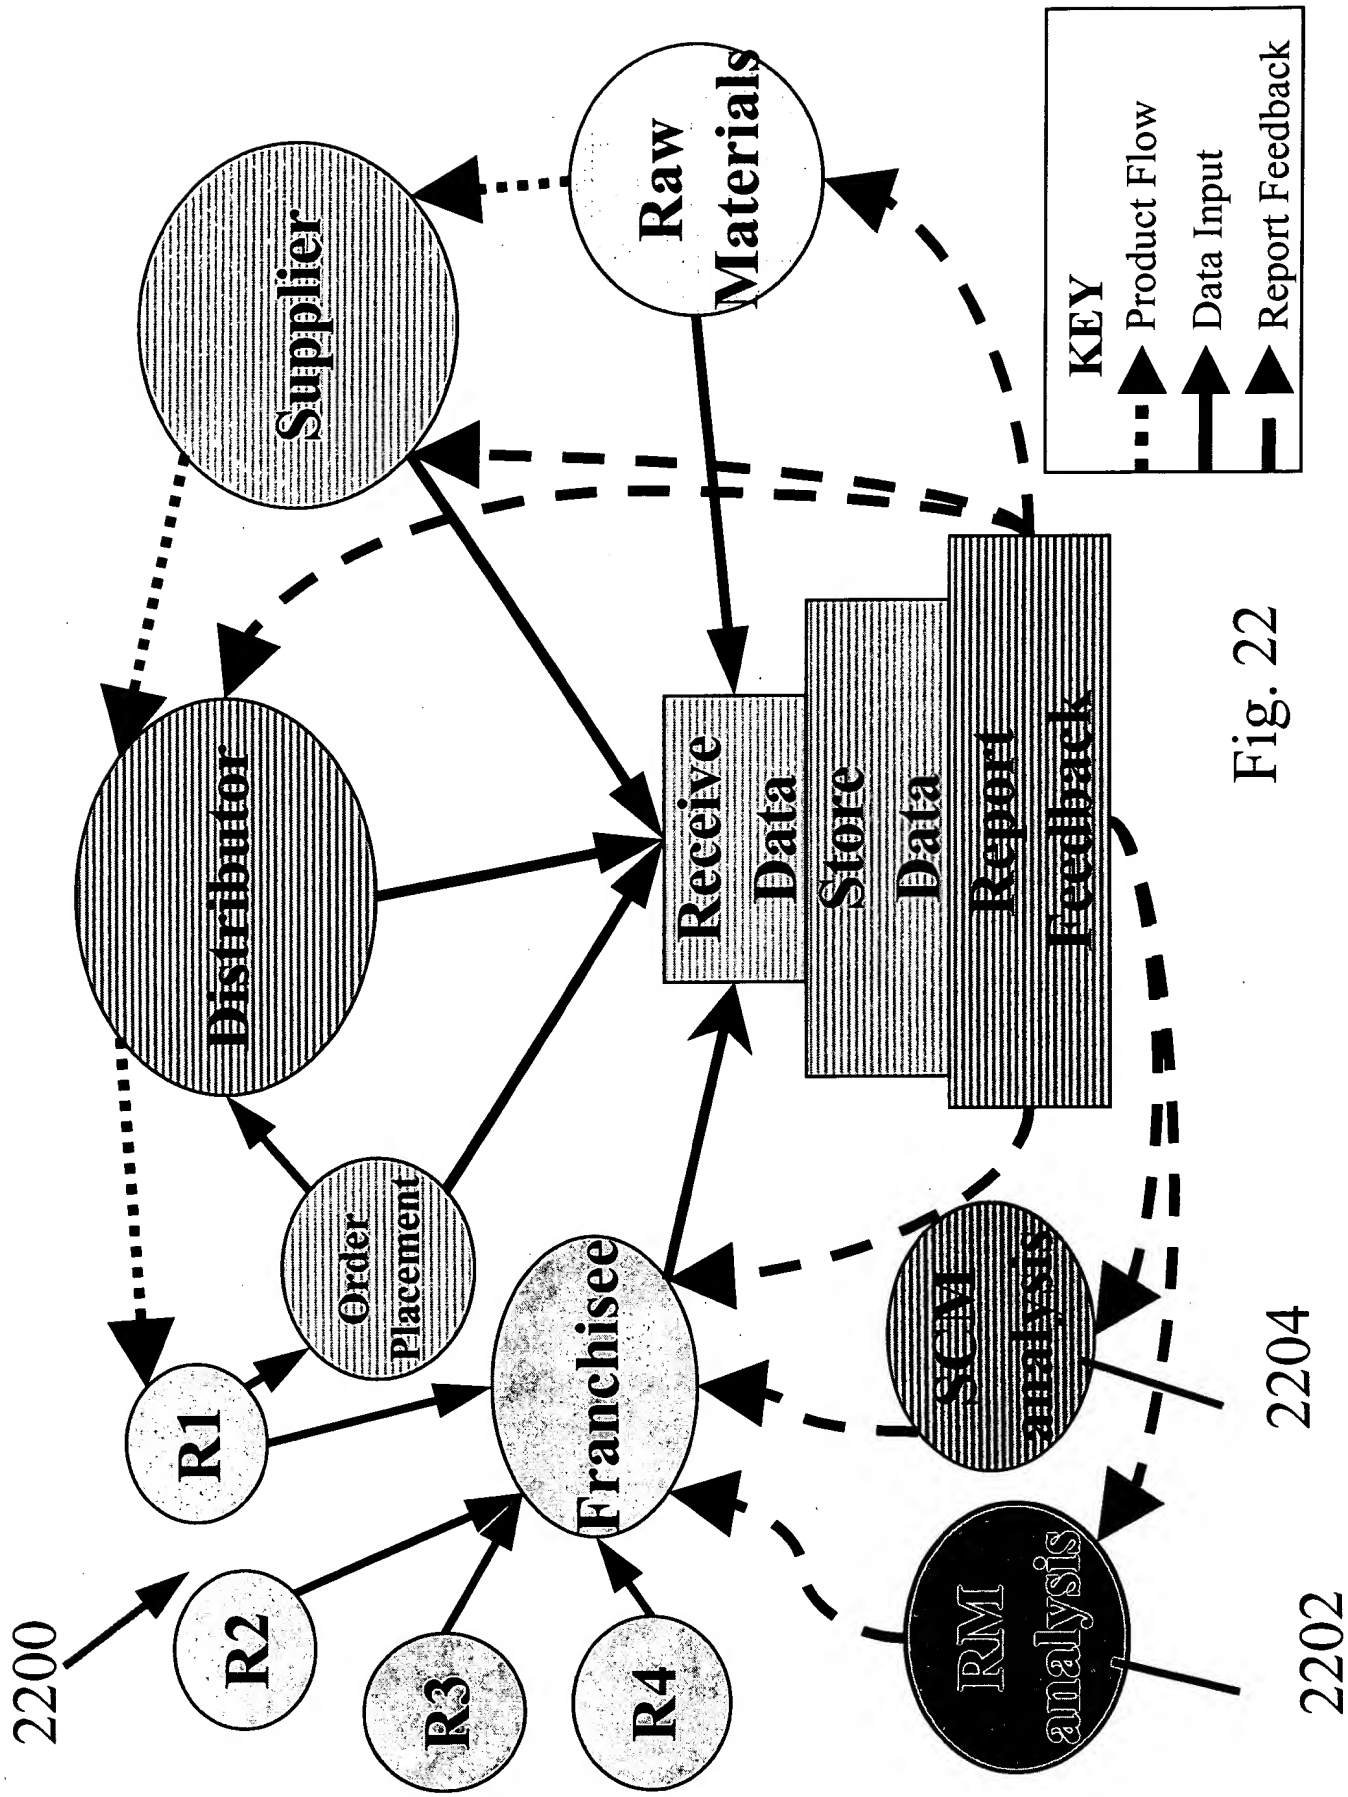 2200
R1
R2
R3
R4
Order
Placement
Franchisee
Distributor
Supplier
Raw
Materials
Receive
Data
Store
Data
Report
Feedback
SCM
analysis
RM
analysis
2202
2204
Fig. 22
KEY
Product Flow
Data Input
Report Feedback